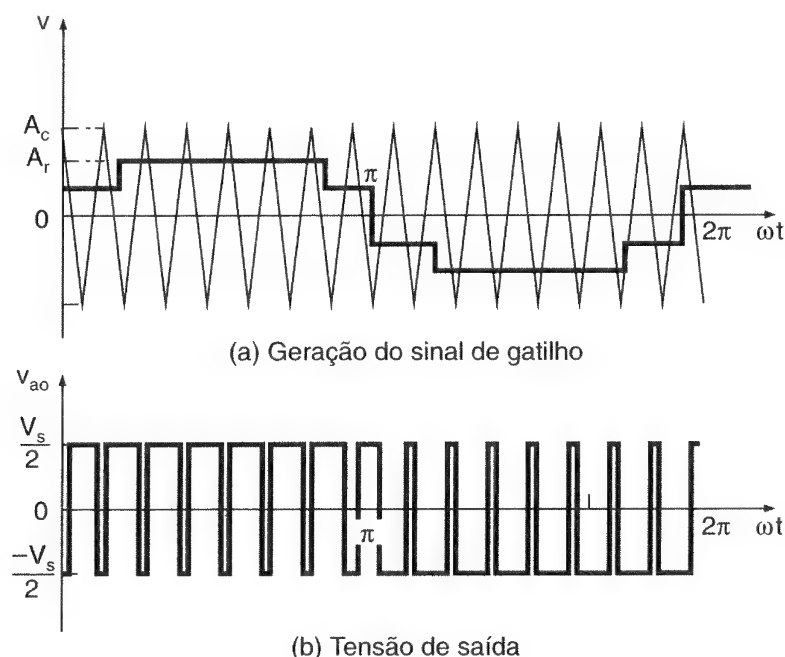 v
A_c
A_r
π
0
2π ωt
(a) Geração do sinal de gatilho
v_ao
V_s
2
0
π
2π ωt
−V_s
2
(b) Tensão de saída